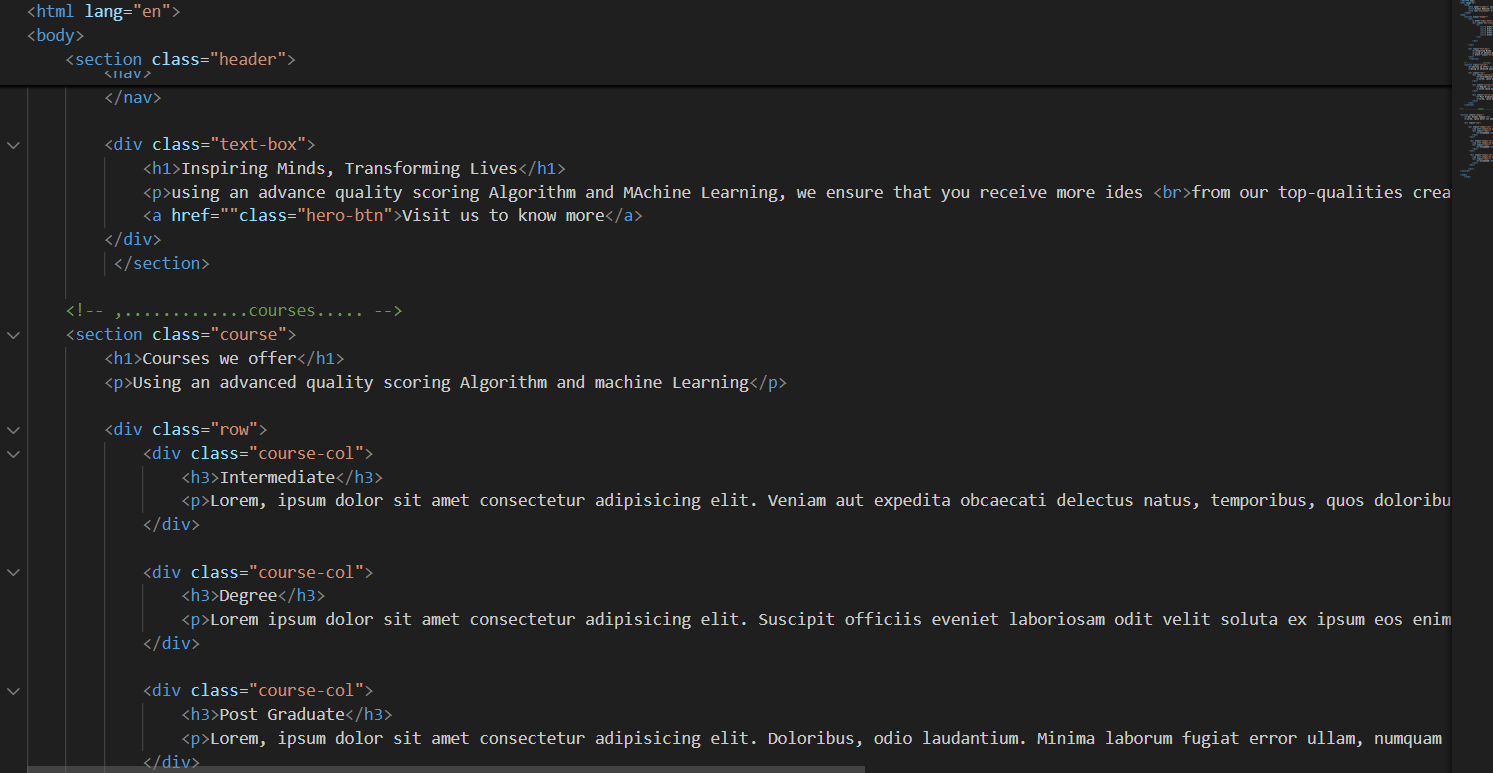 <html lang="en">
<body>
<section class="header">
<nav>
</nav>
<div class="text-box">
<h1>Inspiring Minds, Transforming Lives</h1>
<p>using an advance quality scoring Algorithm and MAchine Learning, we ensure that you receive more ides <br>from our top-qualities crea
<a href=""class="hero-btn">Visit us to know more</a>
</div>
</section>
<!-- ,.............courses..... -->
<section class="course">
<h1>Courses we offer</h1>
<p>Using an advanced quality scoring Algorithm and machine Learning</p>
<div class="row">
<div class="course-col">
<h3>Intermediate</h3>
<p>Lorem, ipsum dolor sit amet consectetur adipisicing elit. Veniam aut expedita obcaecati delectus natus, temporibus, quos doloribu
</div>
<div class="course-col">
<h3>Degree</h3>
<p>Lorem ipsum dolor sit amet consectetur adipisicing elit. Suscipit officiis eveniet laboriosam odit velit soluta ex ipsum eos enim
</div>
<div class="course-col">
<h3>Post Graduate</h3>
<p>Lorem, ipsum dolor sit amet consectetur adipisicing elit. Doloribus, odio laudantium. Minima laborum fugiat error ullam, numquam
</div>